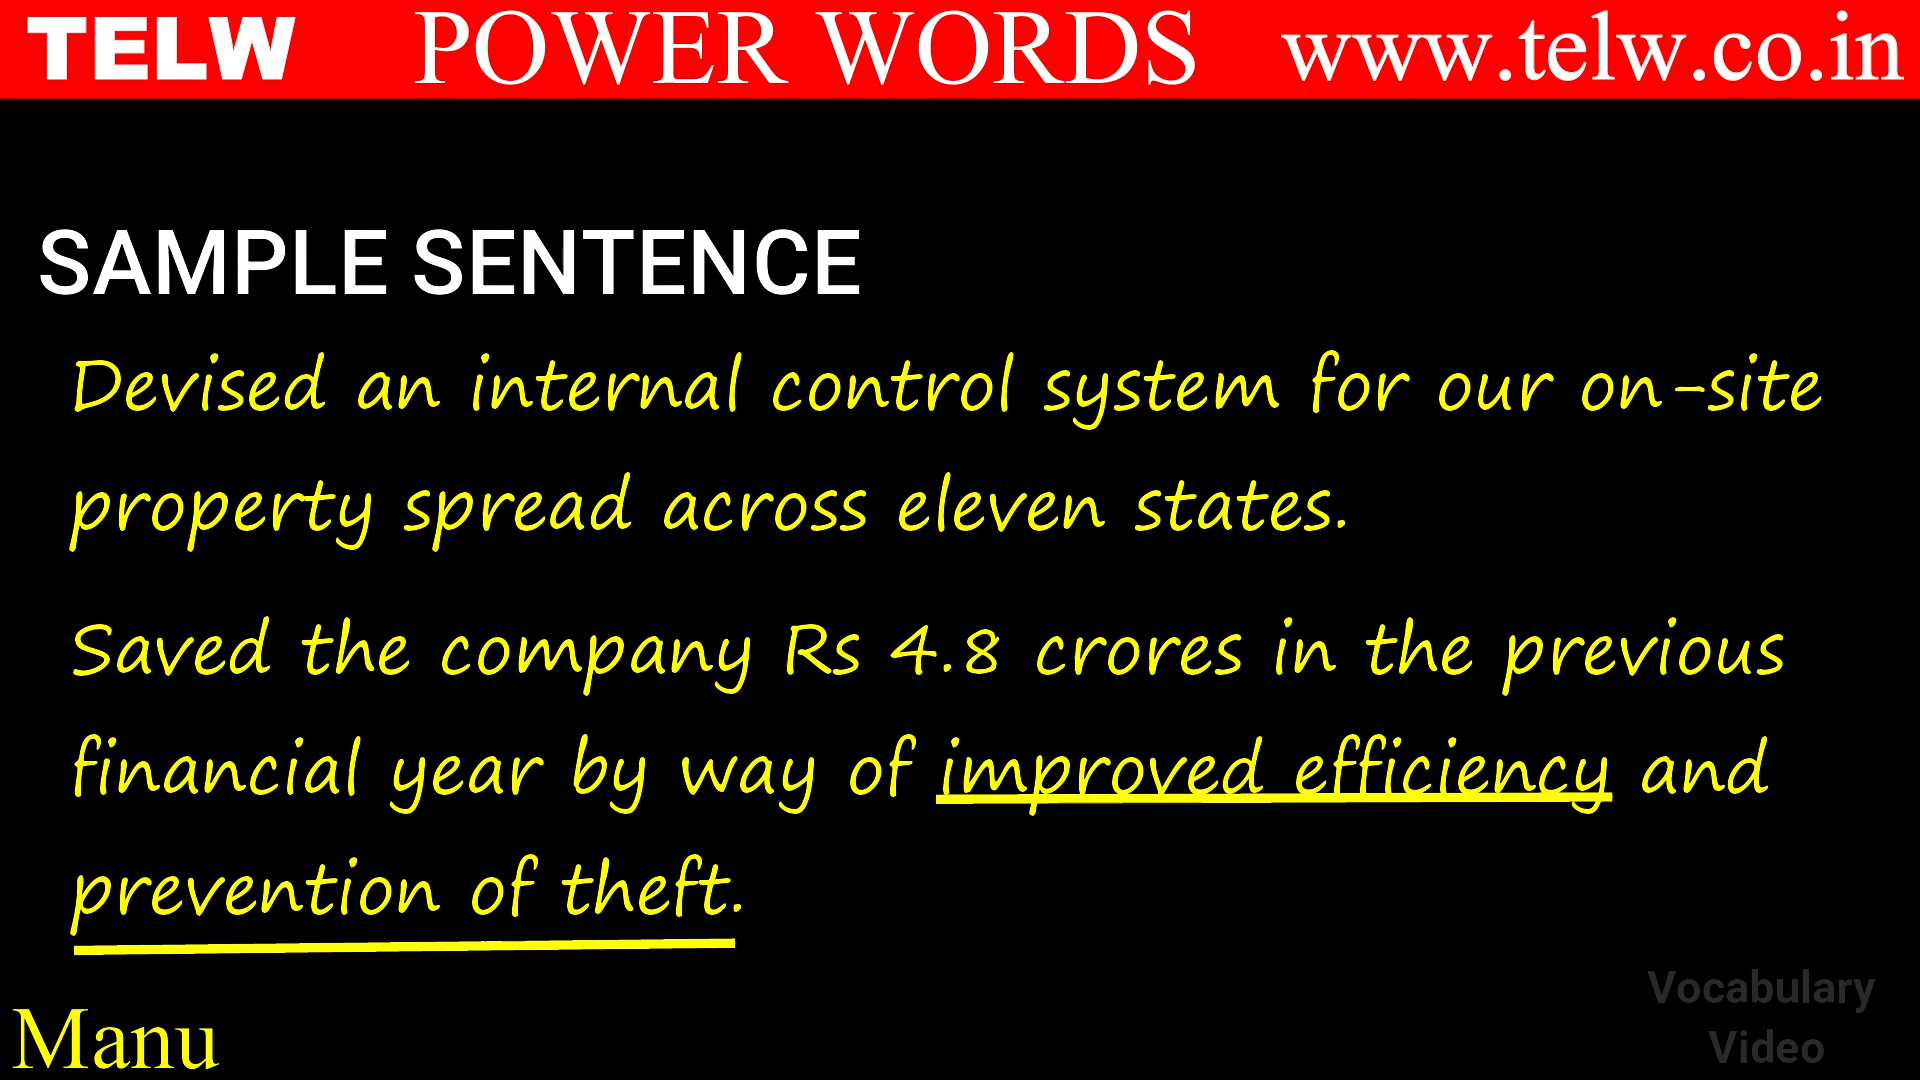 TELW POWER WORDS www.telw.co.in
SAMPLE SENTENCE
Devised an internal control system for our on-site
property spread across eleven states.
Saved the company Rs 4.8 crores in the previous
financial year by way of improved efficiency and
prevention of theft.
Vocabulary
Video
Manu